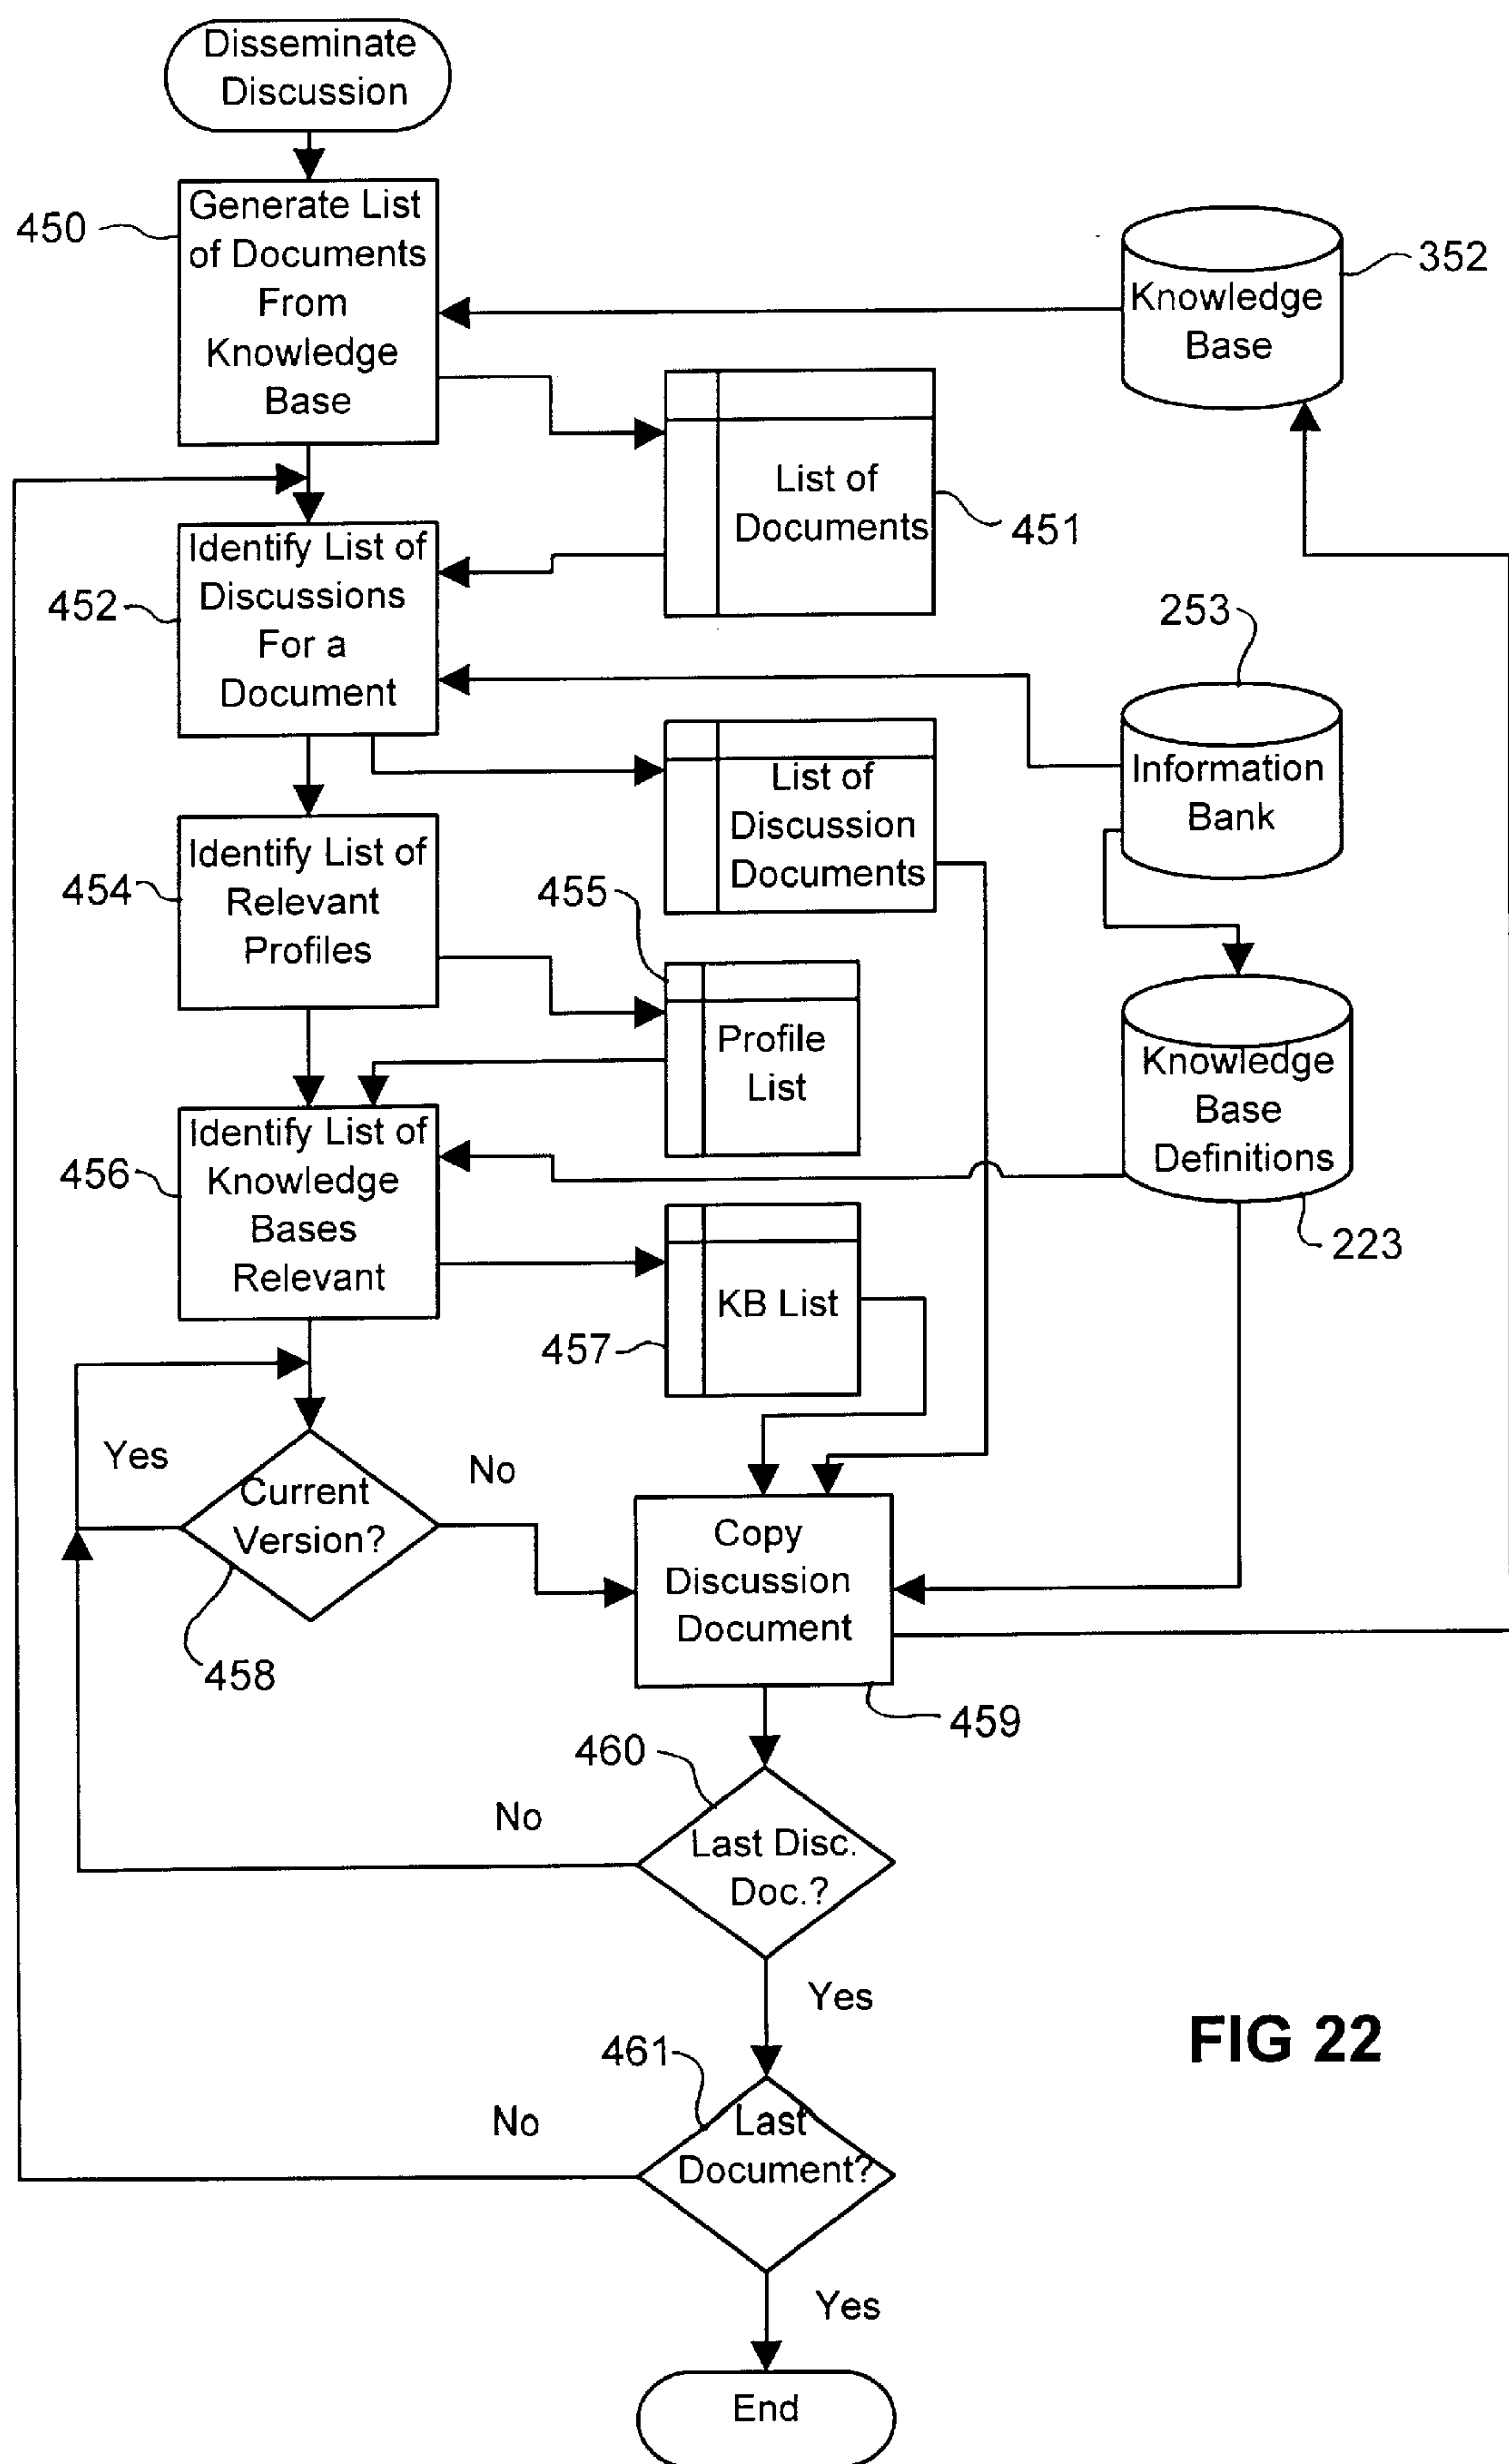 Disseminate
Discussion
450
Generate List
of Documents
From
Knowledge
Base
352
Knowledge
Base
List of
Documents
451
452
Identify List of
Discussions
For a
Document
253
Information
Bank
List of
Discussion
Documents
454
Identify List of
Relevant
Profiles
455
Profile
List
Knowledge
Base
Definitions
223
456
Identify List of
Knowledge
Bases
Relevant
KB List
457
Yes
Current
Version?
No
458
Copy
Discussion
Document
459
460
No
Last Disc.
Doc.?
Yes
461
No
Last
Document?
Yes
End
FIG 22